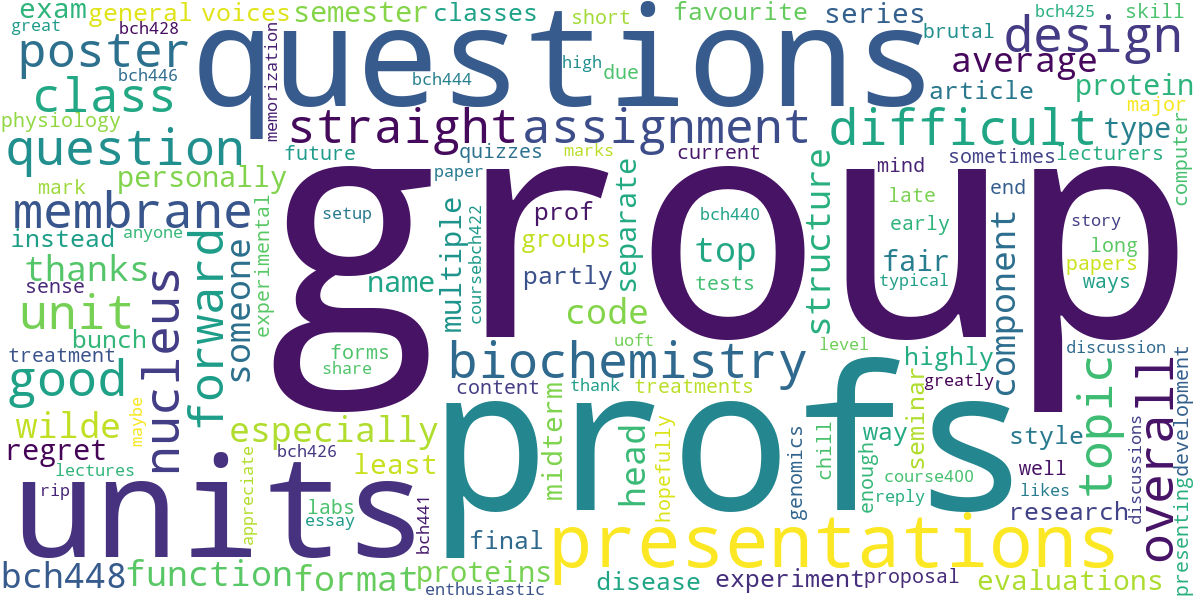 exam
general
voices
semester
classes
short
favourite
series
bch425
skill
great
bch428
poster
questions
brutal
design
memorization
high
due
average
bch446
bch444
class
article
protein
major
physiology
straight
assignment
difficult
type
question
future
quizzes
marks
current
mind
sometimes
lecturers
computer
mark
personally
paper
separate
structure
late
end
membrane
experimental
setup
multiple
coursebch422
prof
bch440
early
component
story
instead
anyone
forward
someone
group
groups
top
fair
long
thanks
nucleus
name
partly
tests
typical
papers
ways
sense
unit
code
bunch
uoft
level
discussion
treatment
forms
share
biochemistry
highly
good
content
thank
treatments
greatly
topic
overall
presentingdevelopment
wilde
maybe
especially
midterm
head
hopefully
profs
seminar
genomics
chill
way
enough
style
regret
bch426
least
well
discussions
lectures
appreciate
course400
reply
likes
rip
units
labs
essay
bch441
research
final
presentations
bch448
function
format
proteins
enthusiastic
disease
experiment
proposal
evaluations